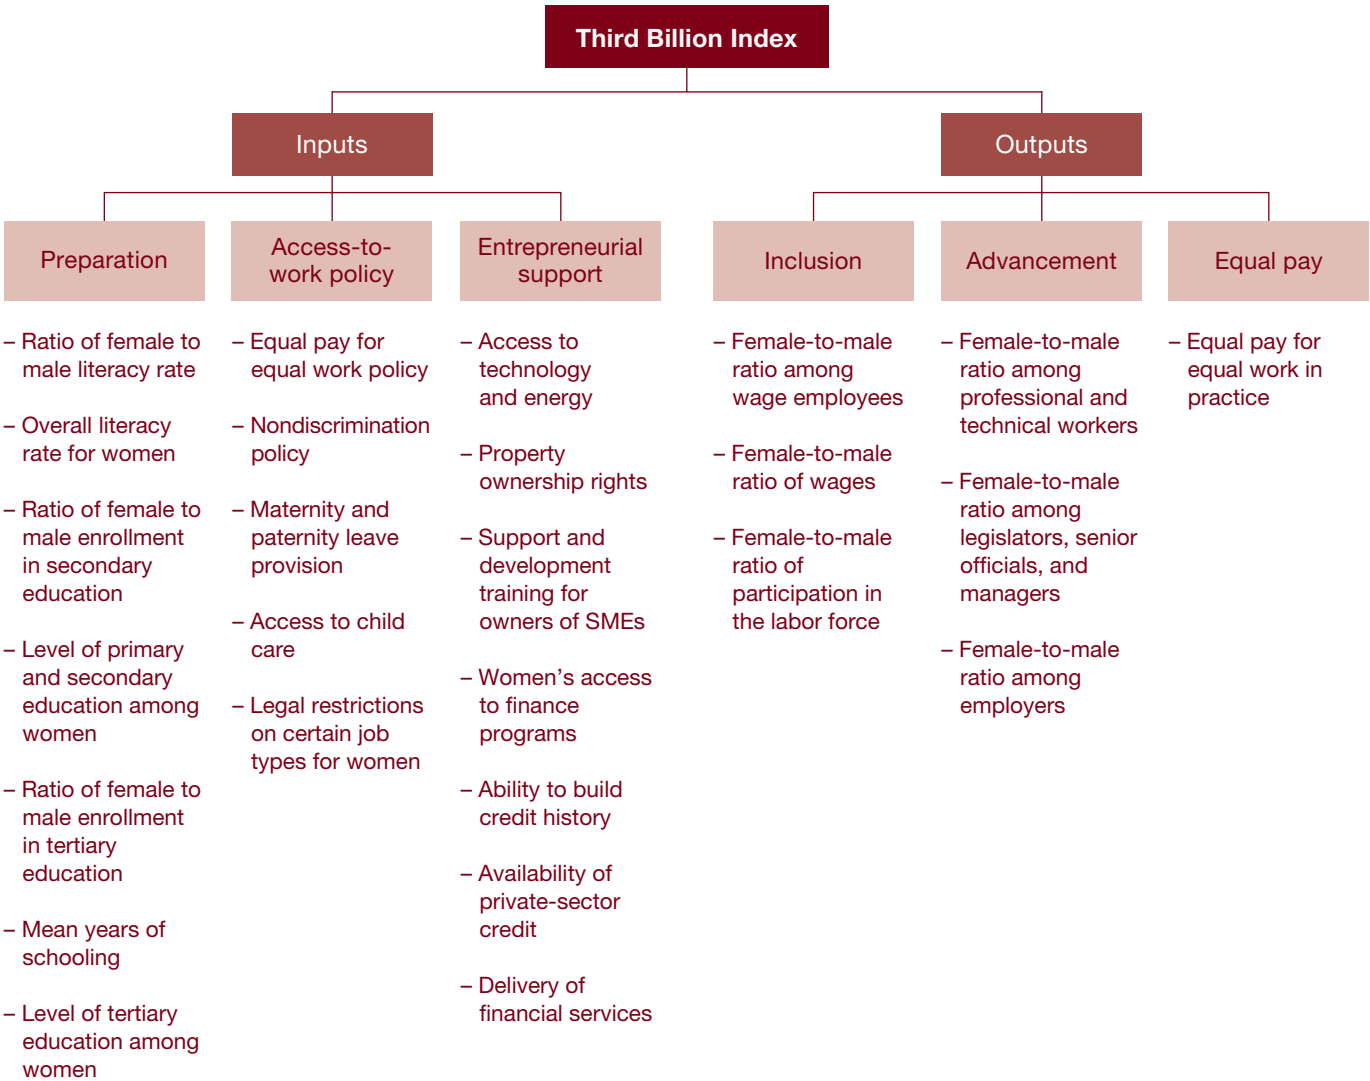 Third Billion Index
Inputs
Outputs
Preparation
Access-to-
work policy
Entrepreneurial
support
Inclusion
Advancement
Equal pay
– Ratio of female to
male literacy rate
– Overall literacy
rate for women
– Ratio of female to
male enrollment
in secondary
education
– Level of primary
and secondary
education among
women
– Ratio of female to
male enrollment
in tertiary
education
– Mean years of
schooling
– Level of tertiary
education among
women
– Equal pay for
equal work policy
– Nondiscrimination
policy
– Maternity and
paternity leave
provision
– Access to child
care
– Legal restrictions
on certain job
types for women
– Access to
technology
and energy
– Property
ownership rights
– Support and
development
training for
owners of SMEs
– Women’s access
to finance
programs
– Ability to build
credit history
– Availability of
private-sector
credit
– Delivery of
financial services
– Female-to-male
ratio among
wage employees
– Female-to-male
ratio of wages
– Female-to-male
ratio of
participation in
the labor force
– Female-to-male
ratio among
professional and
technical workers
– Female-to-male
ratio among
legislators, senior
officials, and
managers
– Female-to-male
ratio among
employers
– Equal pay for
equal work in
practice